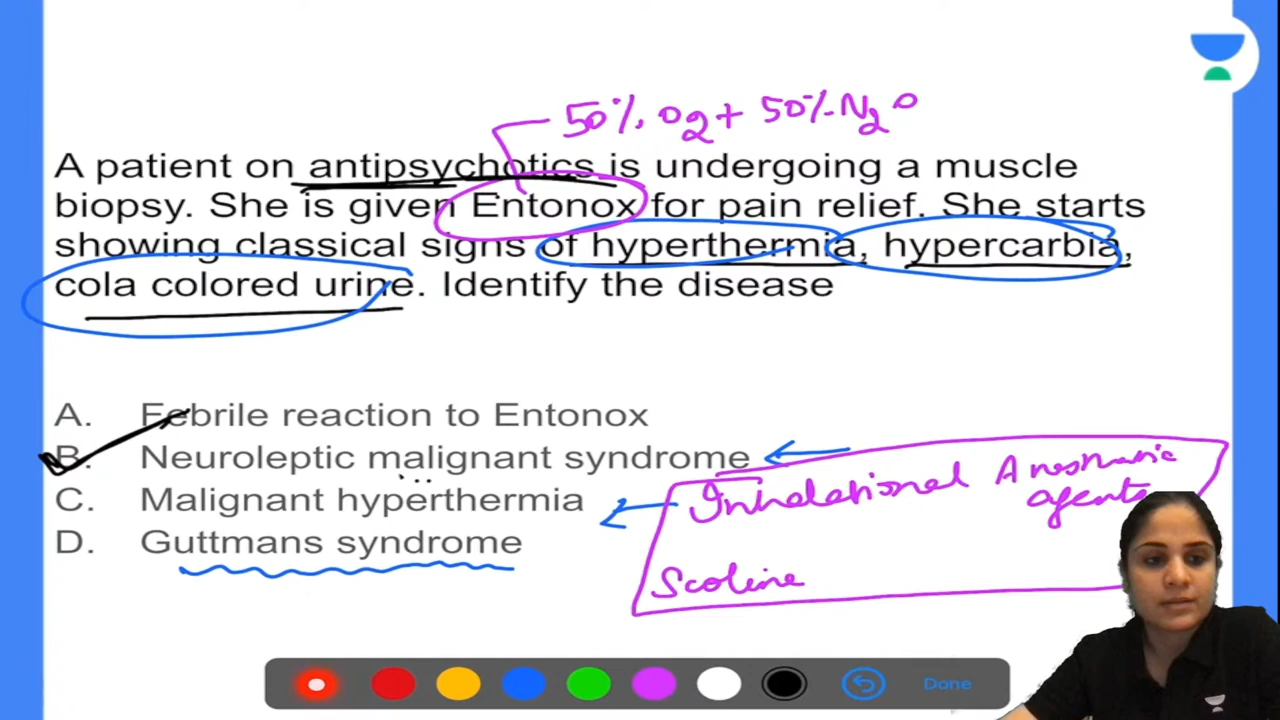 50% O2 + 50% N2O
A patient on antipsychotics is undergoing a muscle
biopsy. She is given Entonox for pain relief. She starts
showing classical signs of hyperthermia, hypercarbia,
cola colored urine. Identify the disease
A. Febrile reaction to Entonox
B. Neuroleptic malignant syndrome
C. Malignant hyperthermia
D. Guttmans syndrome
Inhalational Anesthetic
agents
Scoline
Done